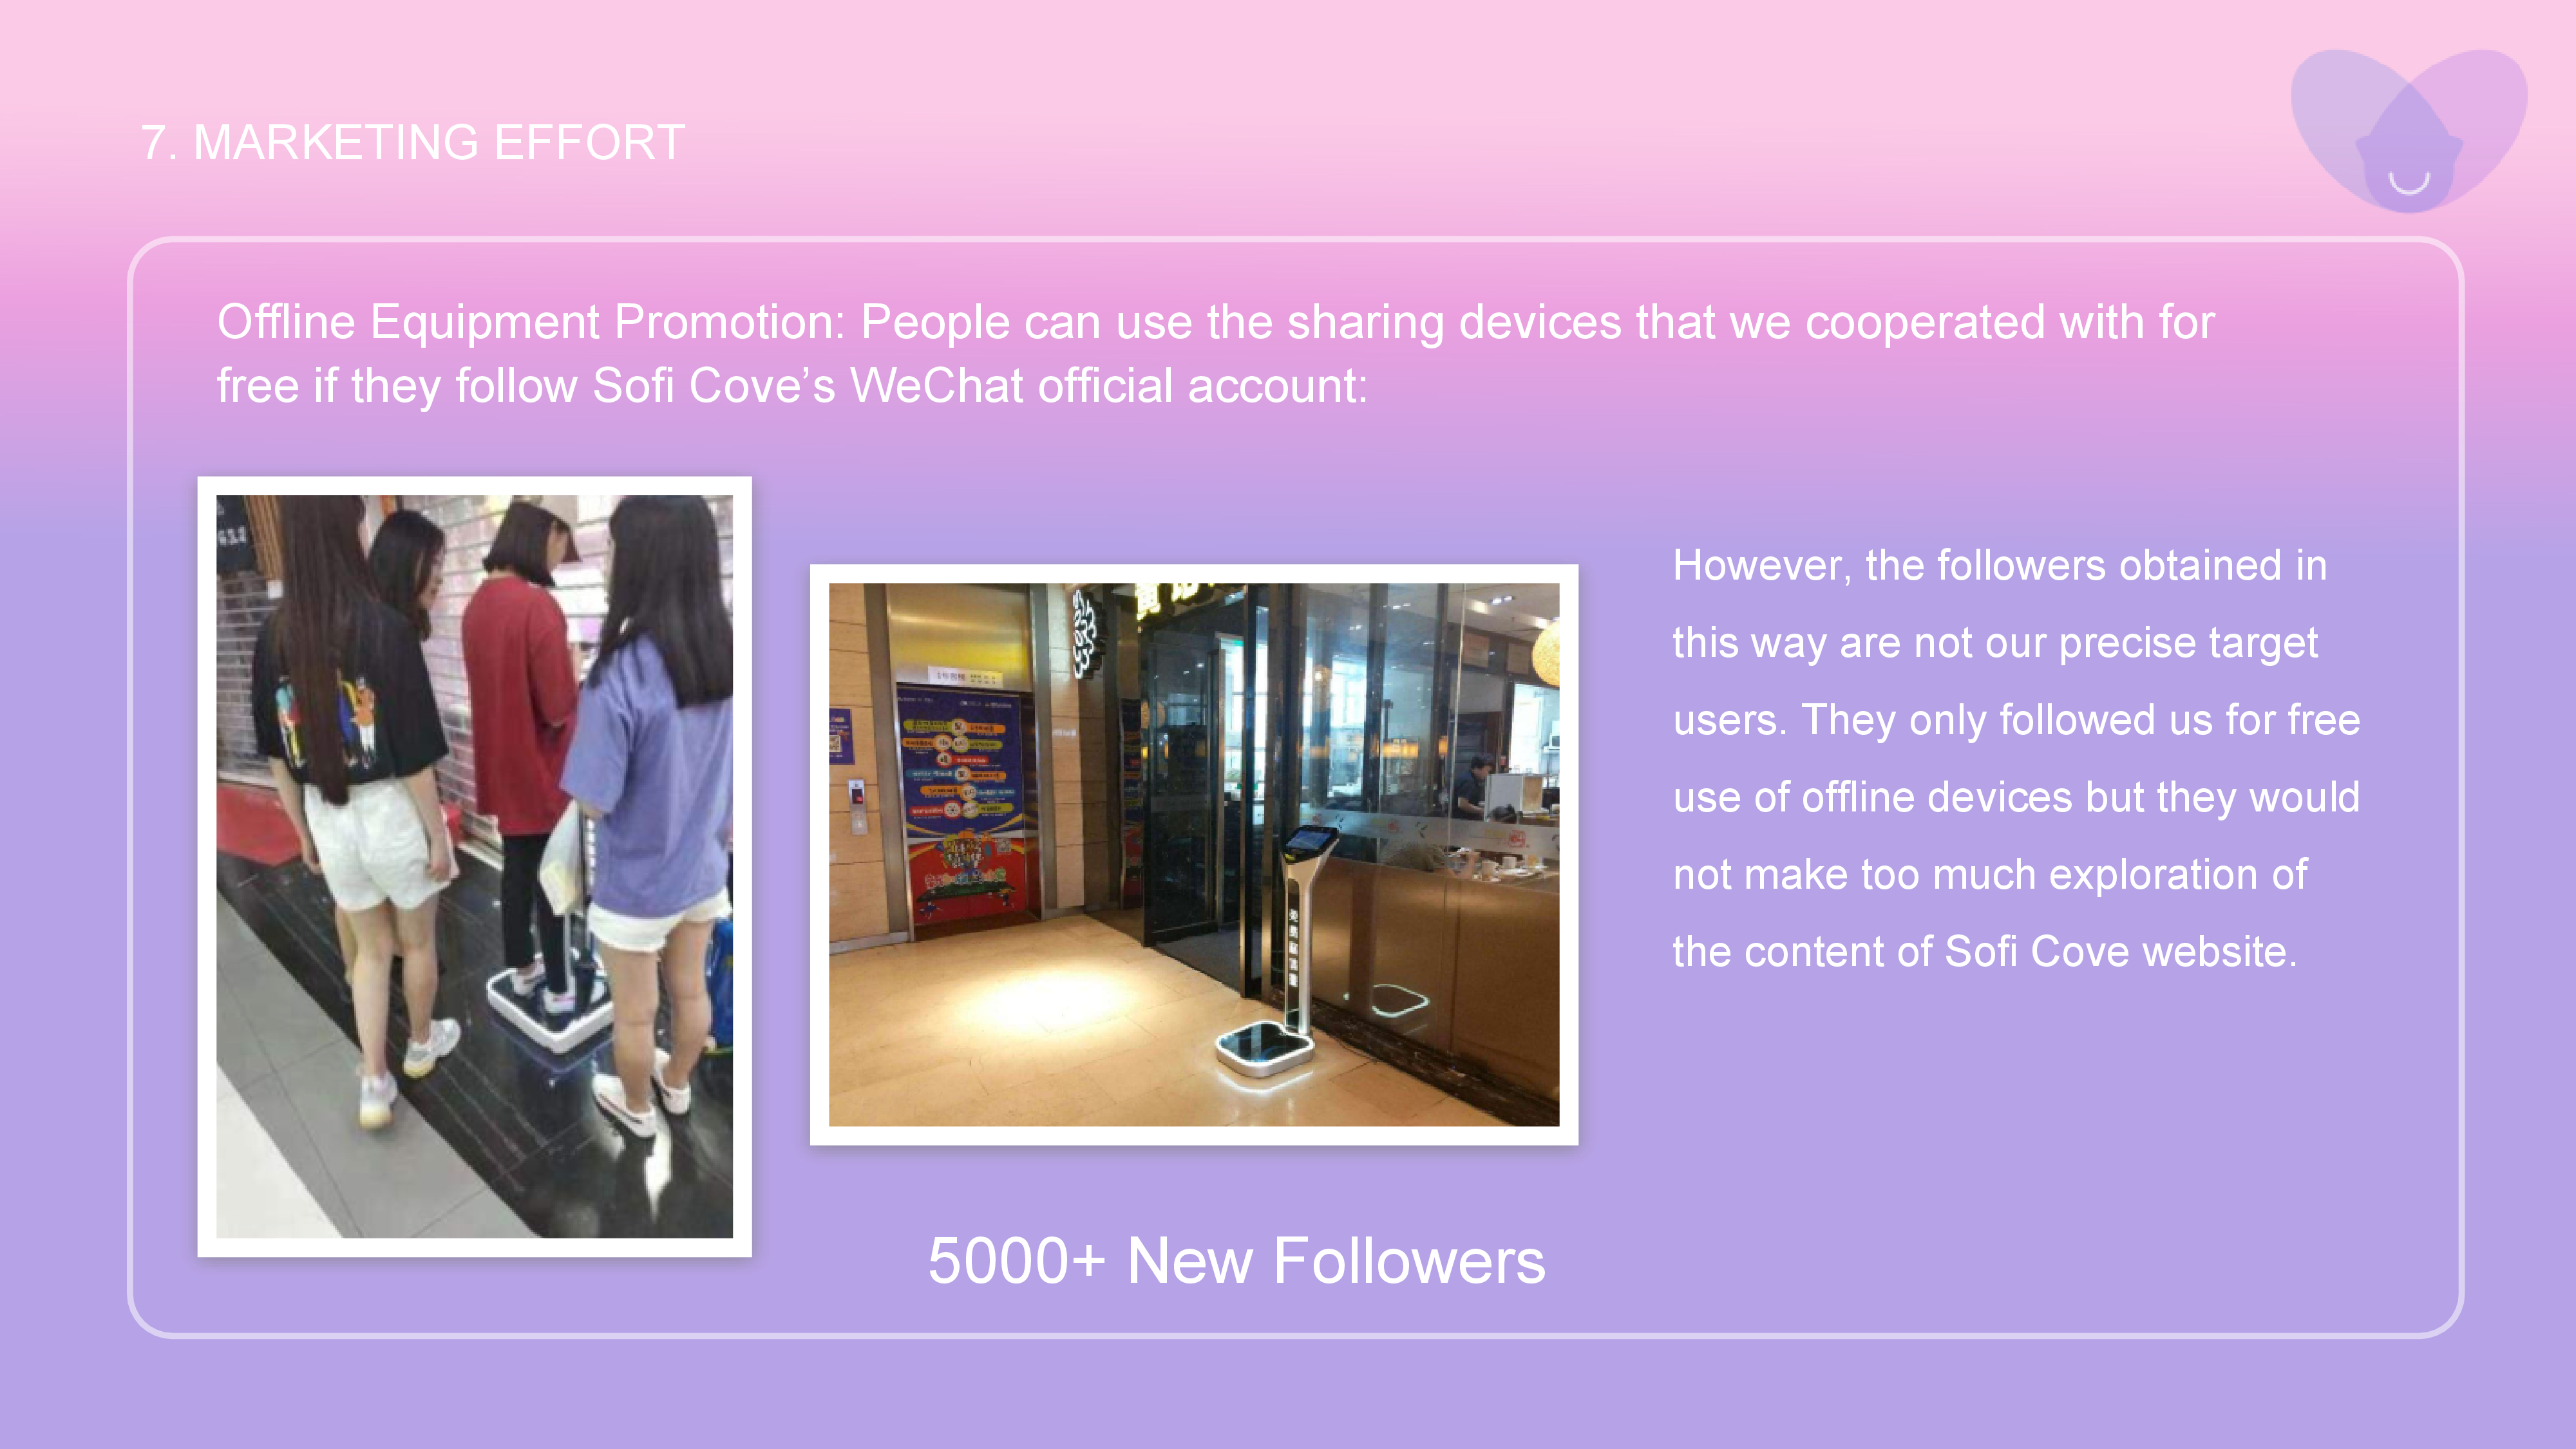 7. MARKETING EFFORT
Offline Equipment Promotion: People can use the sharing devices that we cooperated with for
free if they follow Sofi Cove’s WeChat official account:
However, the followers obtained in
this way are not our precise target
users. They only followed us for free
use of offline devices but they would
not make too much exploration of
the content of Sofi Cove website.
5000+ New Followers